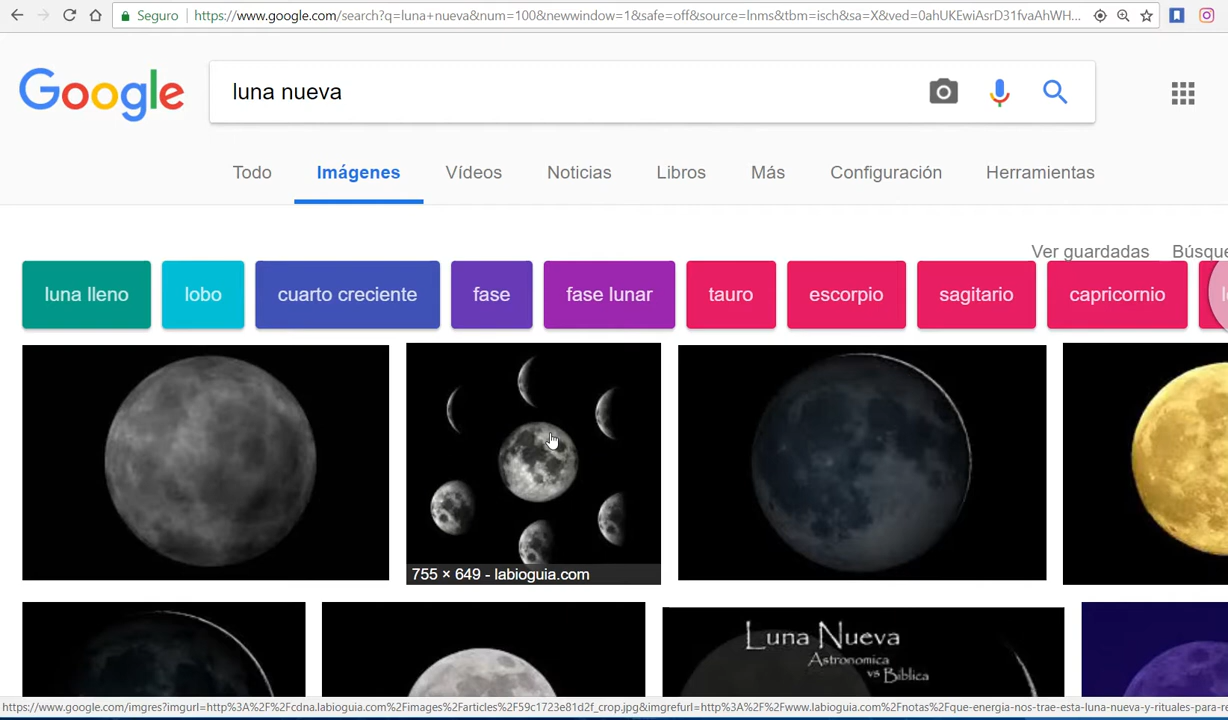 Seguro https://www.google.com/search?q=luna+nueva&num=100&newwindow=1&safe=off&source=lnms&tbm=isch&sa=X&ved=0ahUKEwiAsrD31fvaAhWH...
Google luna nueva
Todo Imágenes Vídeos Noticias Libros Más Configuración Herramientas
Ver guardadas Búsque
luna lleno lobo cuarto creciente fase fase lunar tauro escorpio sagitario capricornio
755 × 649 - labioguia.com
LUNA NUEVA
Astronomica
vs Biblica
https://www.google.com/imgres?imgurl=http%3A%2F%2Fcdna.labioguia.com%2Fimages%2Farticles%2F59c1723e81d2f_crop.jpg&imgrefurl=http%3A%2F%2Fwww.labioguia.com%2Fnotas%2Fque-energia-nos-trae-esta-luna-nueva-y-rituales-para-re